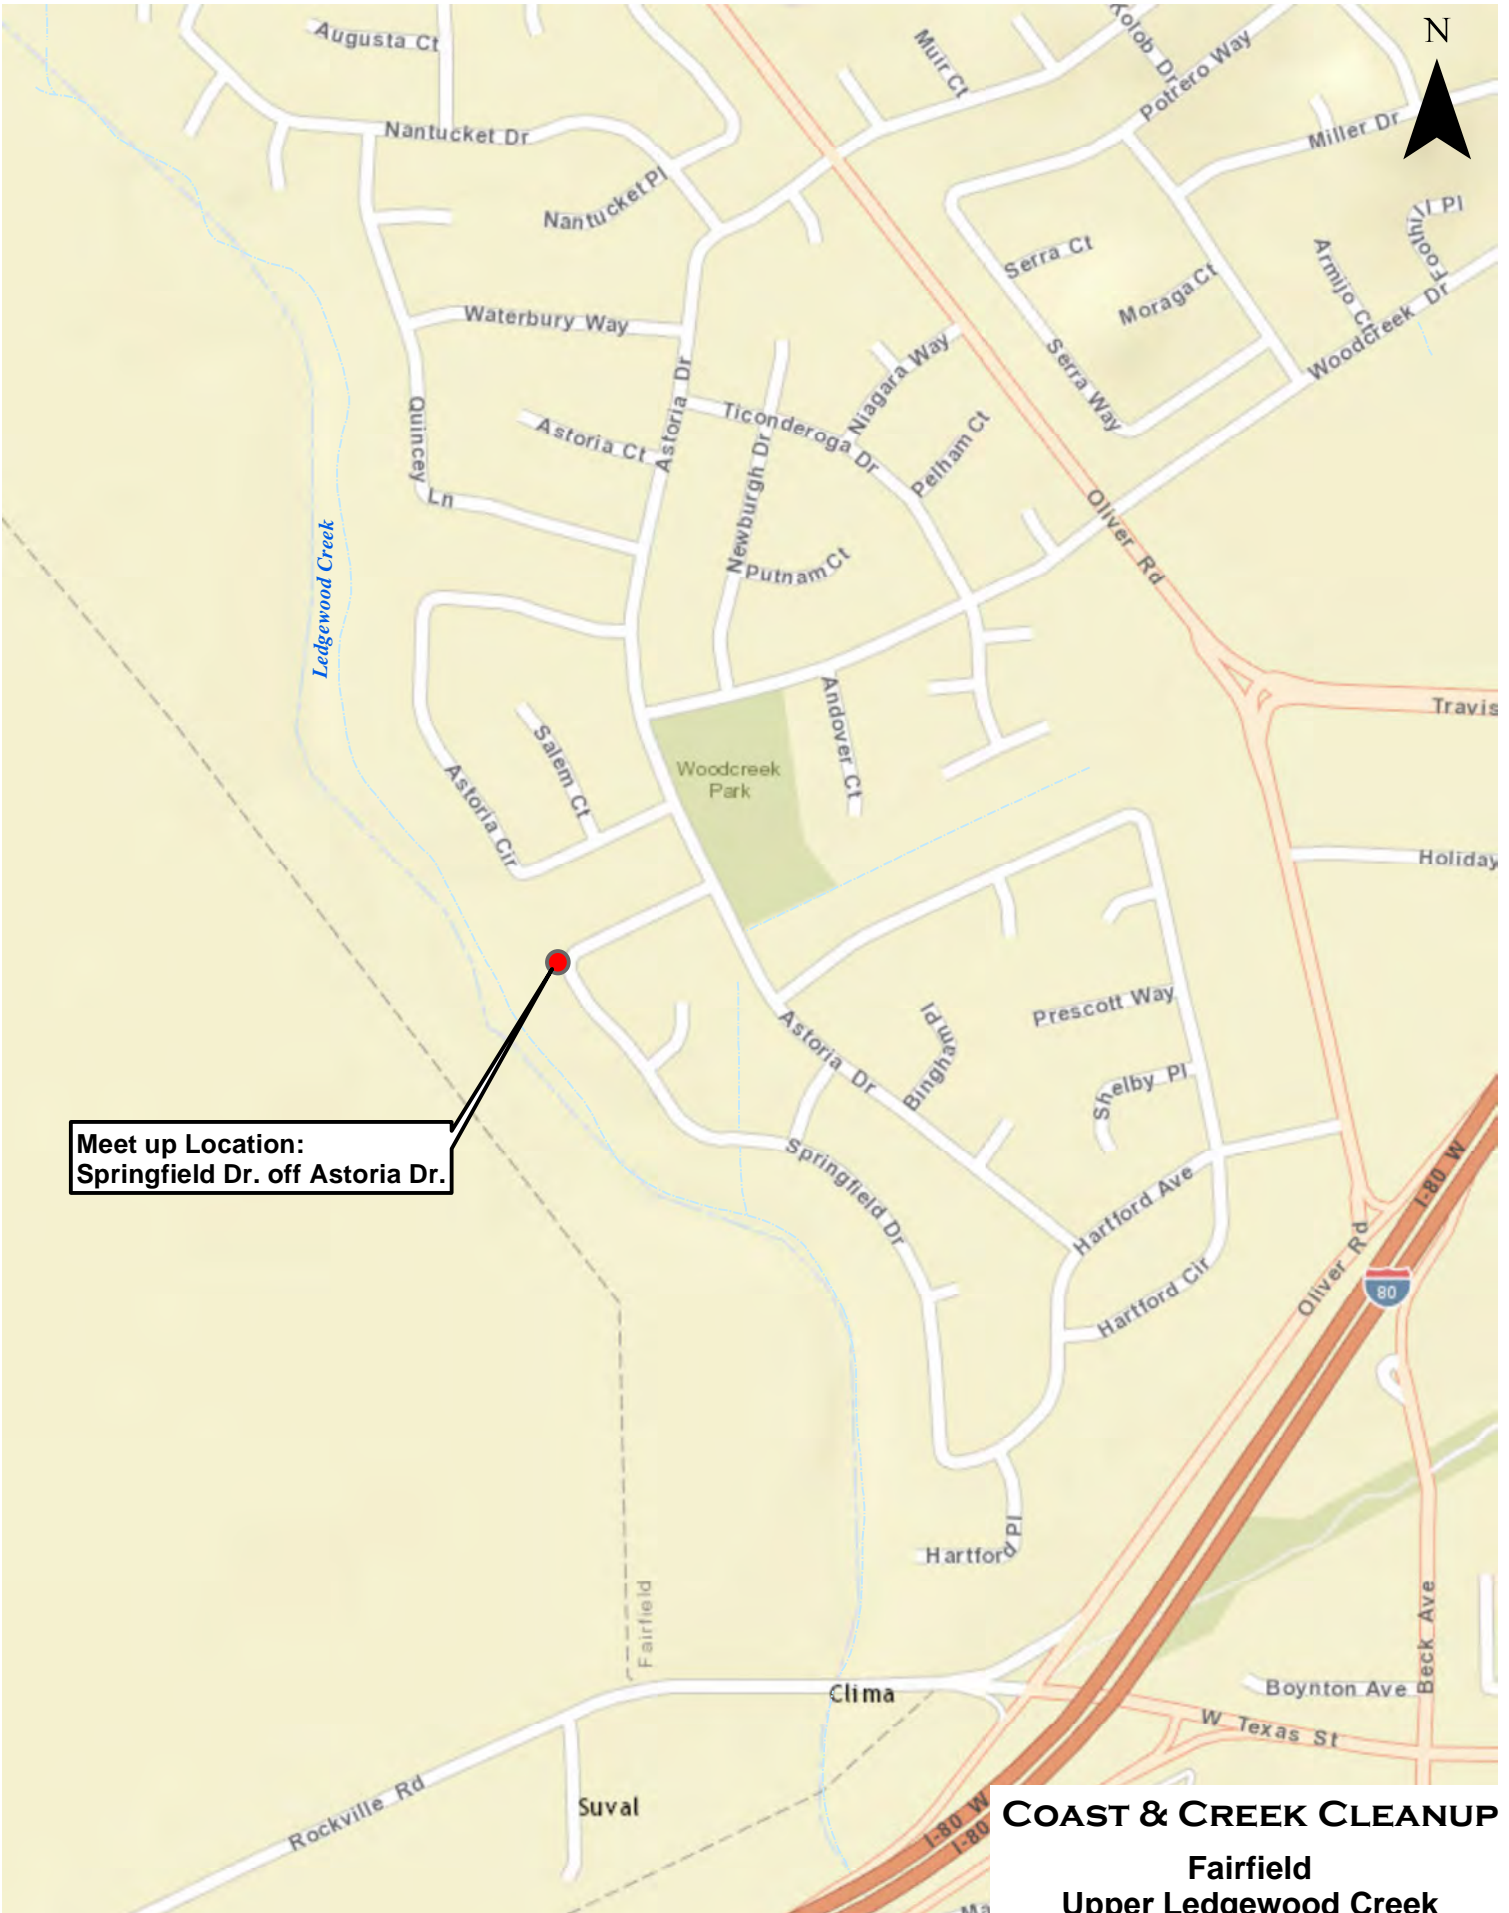 N
Augusta Ct
Muir Ct
Kolob Dr
Potrero Way
Nantucket Dr
Miller Dr
Nantucket Pl
Foothill Pl
Serra Ct
Armijo Ct
Moraga Ct
Waterbury Way
Woodcreek Dr
Niagara Way
Serra Way
Astoria Dr
Quincey Ln
Ticonderoga Dr
Astoria Ct
Pelham Ct
Newburgh Dr
Oliver Rd
Putnam Ct
Ledgewood Creek
Andover Ct
Travis
Salem Ct
Woodcreek
Park
Astoria Cir
Holiday
Prescott Way
Bingham Pl
Astoria Dr
Shelby Pl
Meet up Location:
Springfield Dr. off Astoria Dr.
Springfield Dr
Hartford Ave
I-80 W
Oliver Rd
Hartford Cir
80
Hartford Pl
Fairfield
Beck Ave
Clima
Boynton Ave
W Texas St
Rockville Rd
Suval
I-80 W
I-80
COAST & CREEK CLEANUP
Fairfield
Upper Ledgewood Creek